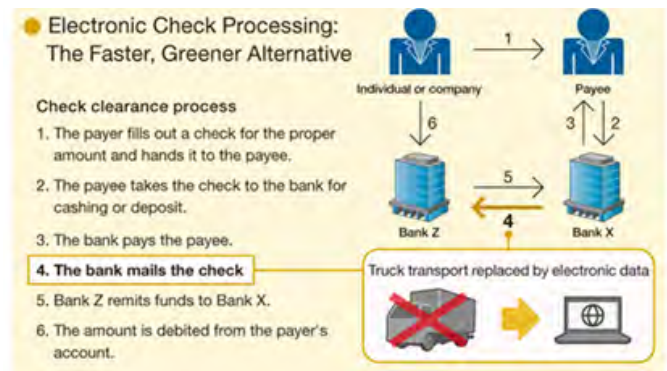 Electronic Check Processing:
The Faster, Greener Alternative
Check clearance process
1. The payer fills out a check for the proper
amount and hands it to the payee.
2. The payee takes the check to the bank for
cashing or deposit.
3. The bank pays the payee.
4. The bank mails the check
5. Bank Z remits funds to Bank X.
6. The amount is debited from the payer's
account.
1
Individual or company
Payee
6
3
2
5
4
Bank Z
Bank X
Truck transport replaced by electronic data